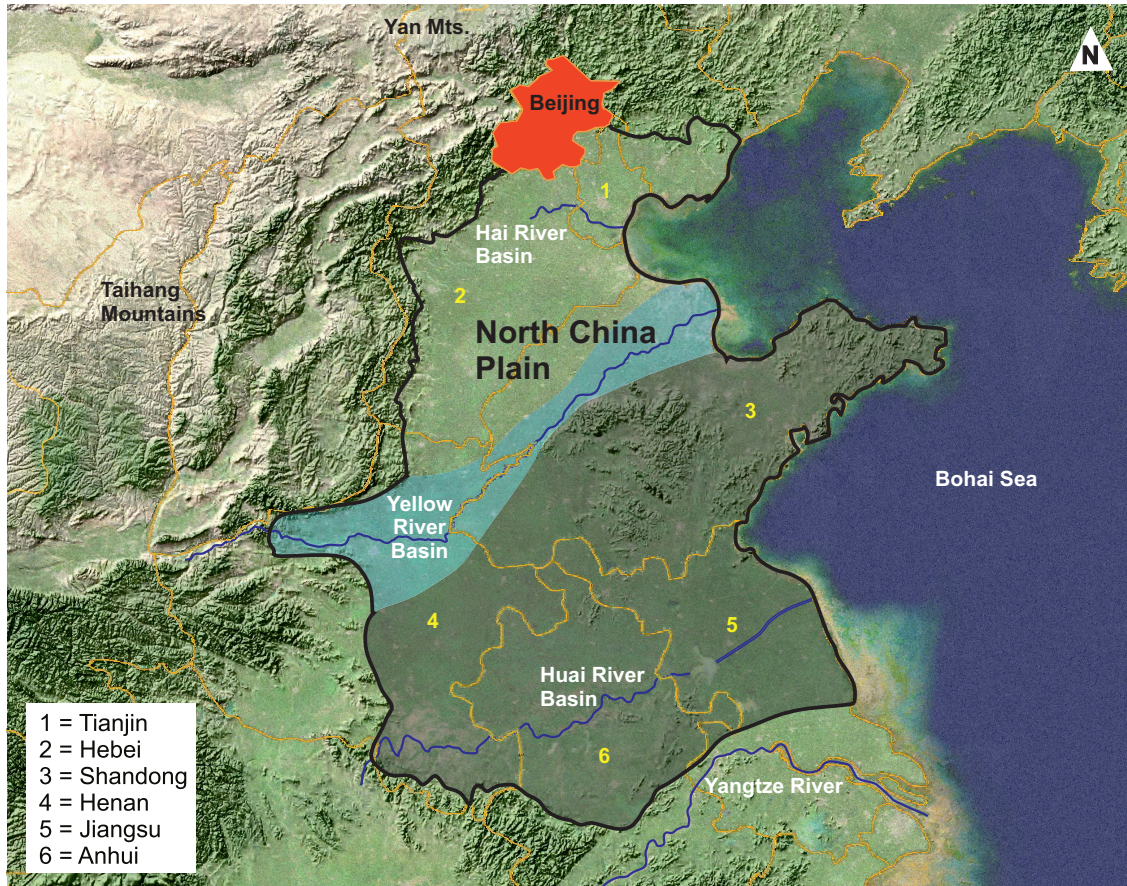 Yan Mts.
N
Beijing
1
Hai River
Basin
Taihang
Mountains
2
North China
Plain
3
Bohai Sea
Yellow
River
Basin
4
5
Huai River
Basin
6
Yangtze River
1 = Tianjin
2 = Hebei
3 = Shandong
4 = Henan
5 = Jiangsu
6 = Anhui